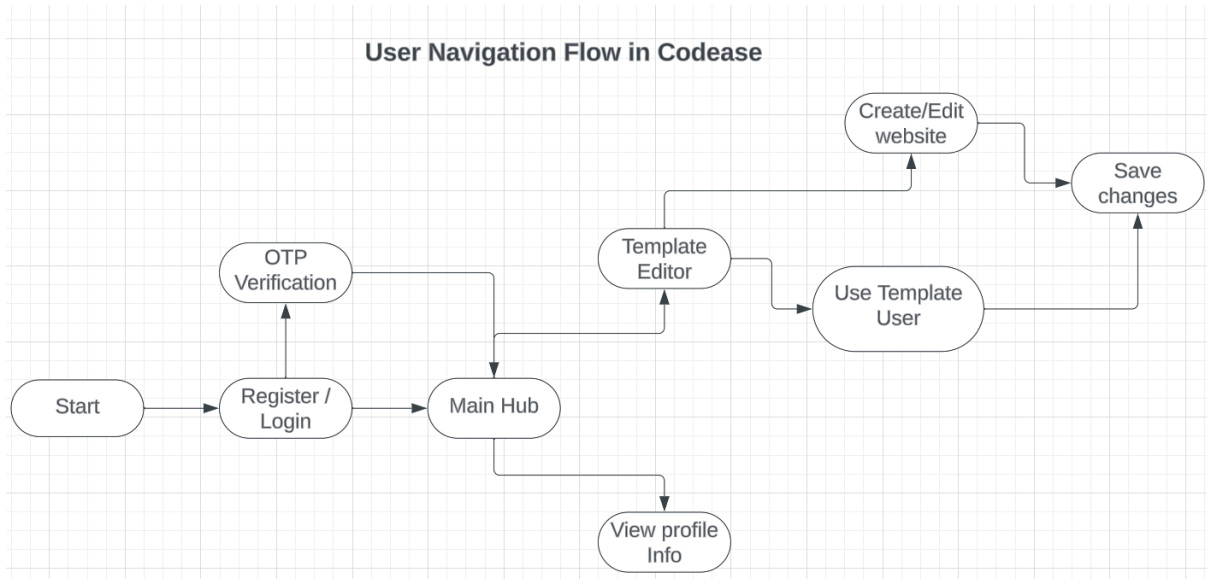 User Navigation Flow in Codease
Create/Edit
website
Save
changes
Template
Editor
OTP
Verification
Use Template
User
Start
Register /
Login
Main Hub
View profile
Info